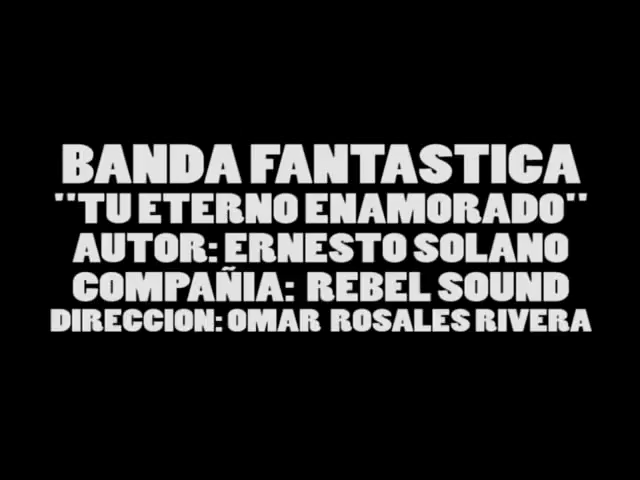 BANDA FANTASTICA
"TU ETERNO ENAMORADO"
AUTOR: ERNESTO SOLANO
COMPAÑIA: REBEL SOUND
DIRECCION: OMAR ROSALES RIVERA